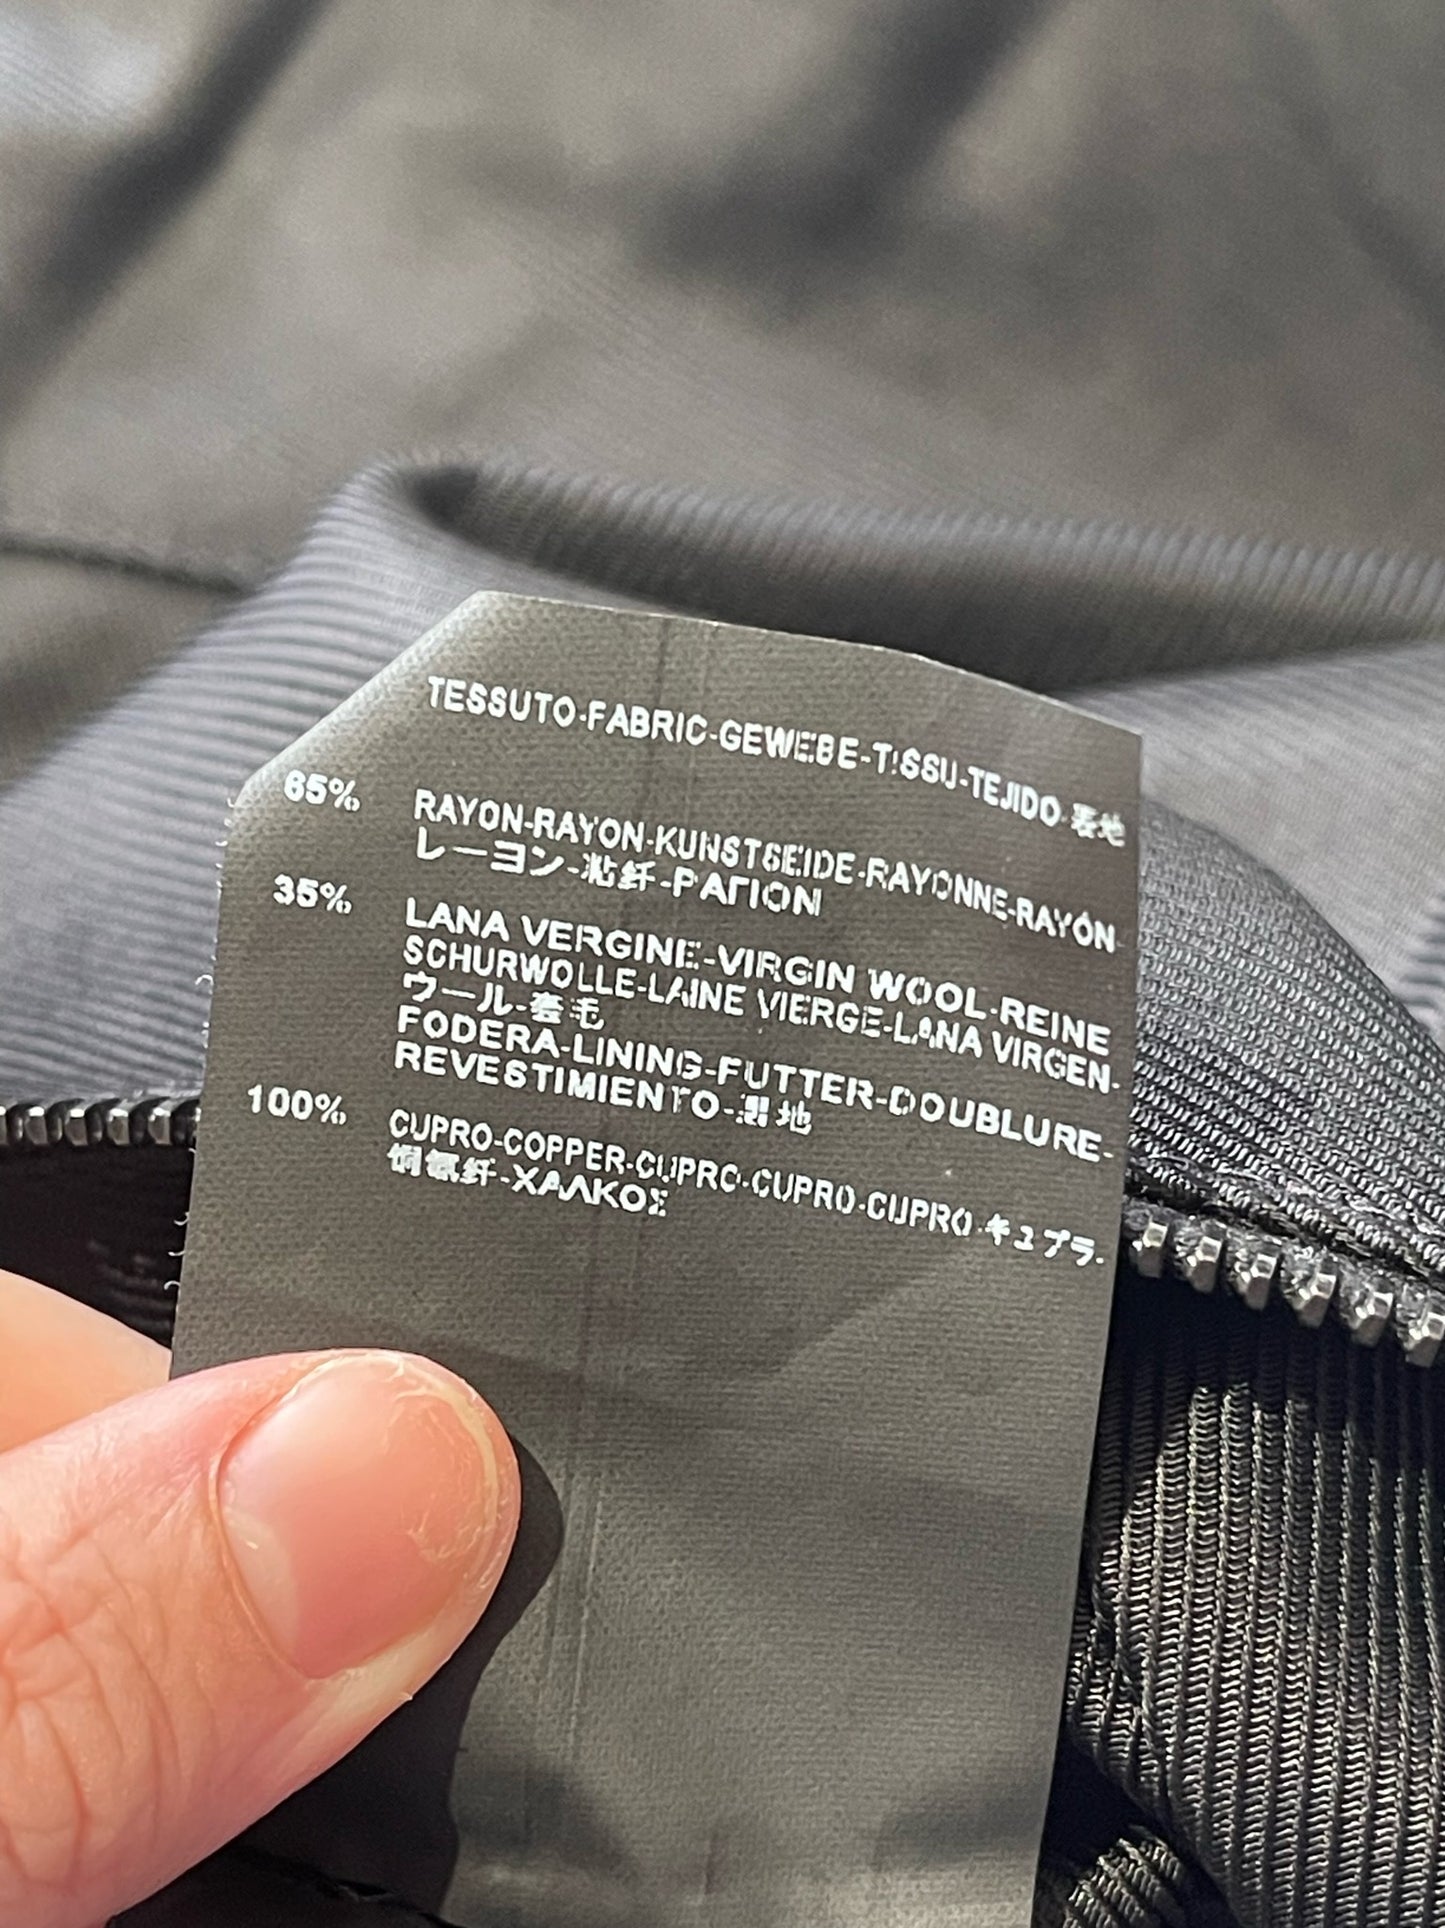 TESSUTO-FABRIC-GEWEBE-TISSU-TEJIDO-表地
65% RAYON-RAYON-KUNSTSEIDE-RAYONNE-RAYÓN-
レーヨン-粘纤-ΡΑΓΙΟΝ
35% LANA VERGINE-VIRGIN WOOL-REINE
SCHURWOLLE-LAINE VIERGE-LANA VIRGEN-
ウール-羊毛
FODERA-LINING-FUTTER-DOUBLURE-
REVESTIMIENTO-裏地
100% CUPRO-COPPER-CUPRO-CUPRO-CUPRO-キュプラ-
铜氨纤-ΧΑΛΚΟΣ